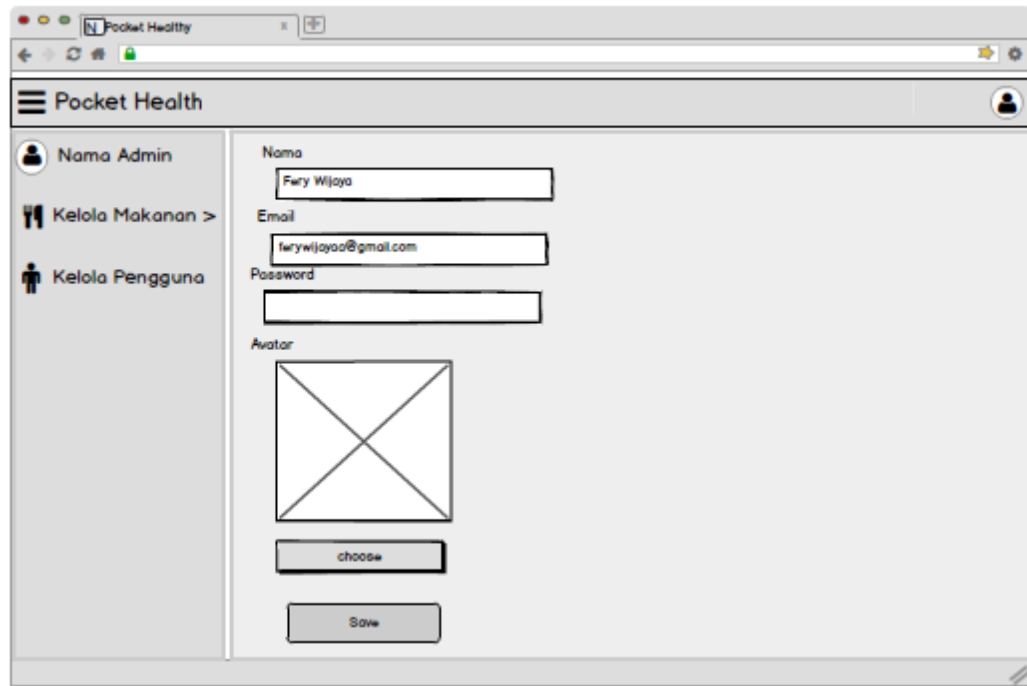 Pocket Healthy
Pocket Health
Nama Admin
Kelola Makanan >
Kelola Pengguna
Nama
Fery Wijaya
Email
ferywijayaa@gmail.com
Password
Avatar
choose
Save